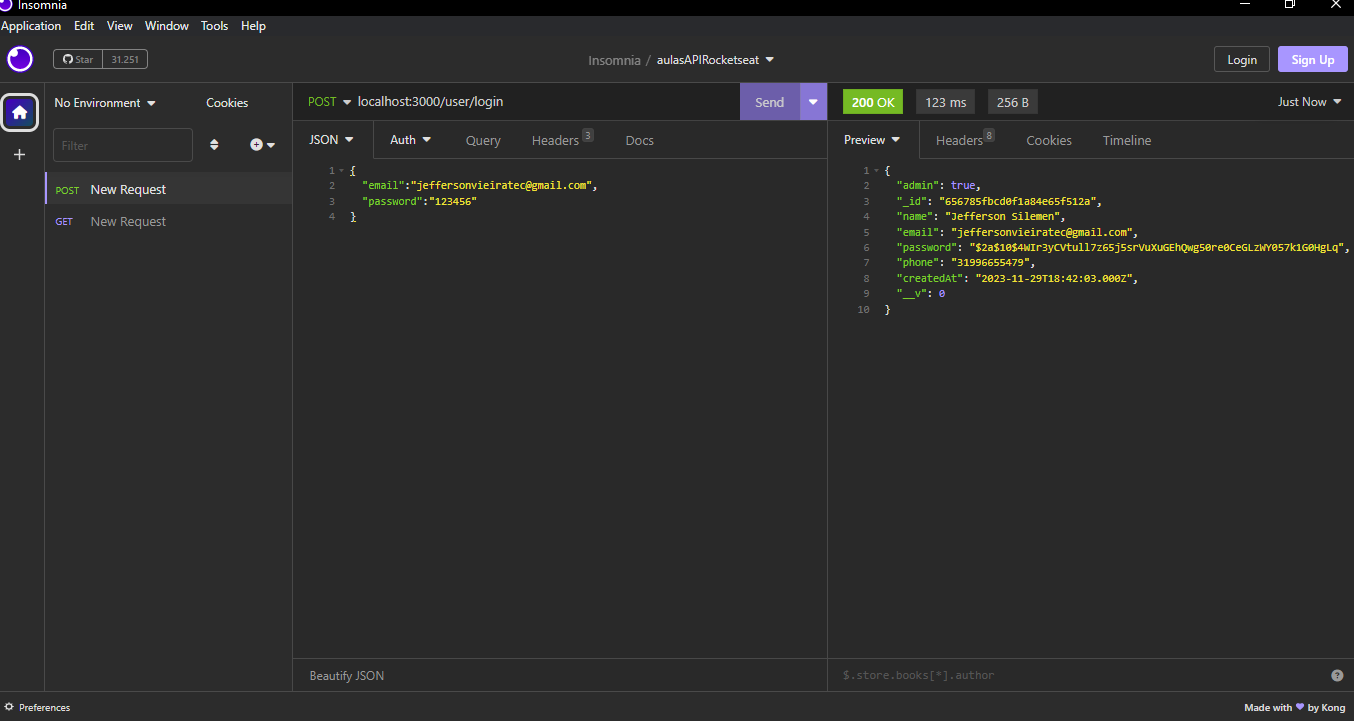 Insomnia
Application Edit View Window Tools Help
Star 31.251
Insomnia / aulasAPIRocketseat
Login Sign Up
No Environment Cookies
Filter
POST New Request
GET New Request
POST localhost:3000/user/login Send
JSON Auth Query Headers 3 Docs
1 {
2 "email":"jeffersonvieiratec@gmail.com",
3 "password":"123456"
4 }
Beautify JSON
200 OK 123 ms 256 B Just Now
Preview Headers 8 Cookies Timeline
1 {
2 "admin": true,
3 "_id": "656785fbcd0f1a84e65f512a",
4 "name": "Jefferson Silemen",
5 "email": "jeffersonvieiratec@gmail.com",
6 "password": "$2a$10$4WIr3yCVtull7z65j5srVuXuGEhQwg50re0CeGLzWY057k1G0HgLq",
7 "phone": "31996655479",
8 "createdAt": "2023-11-29T18:42:03.000Z",
9 "__v": 0
10 }
$.store.books[*].author ?
Preferences
Made with ♥ by Kong